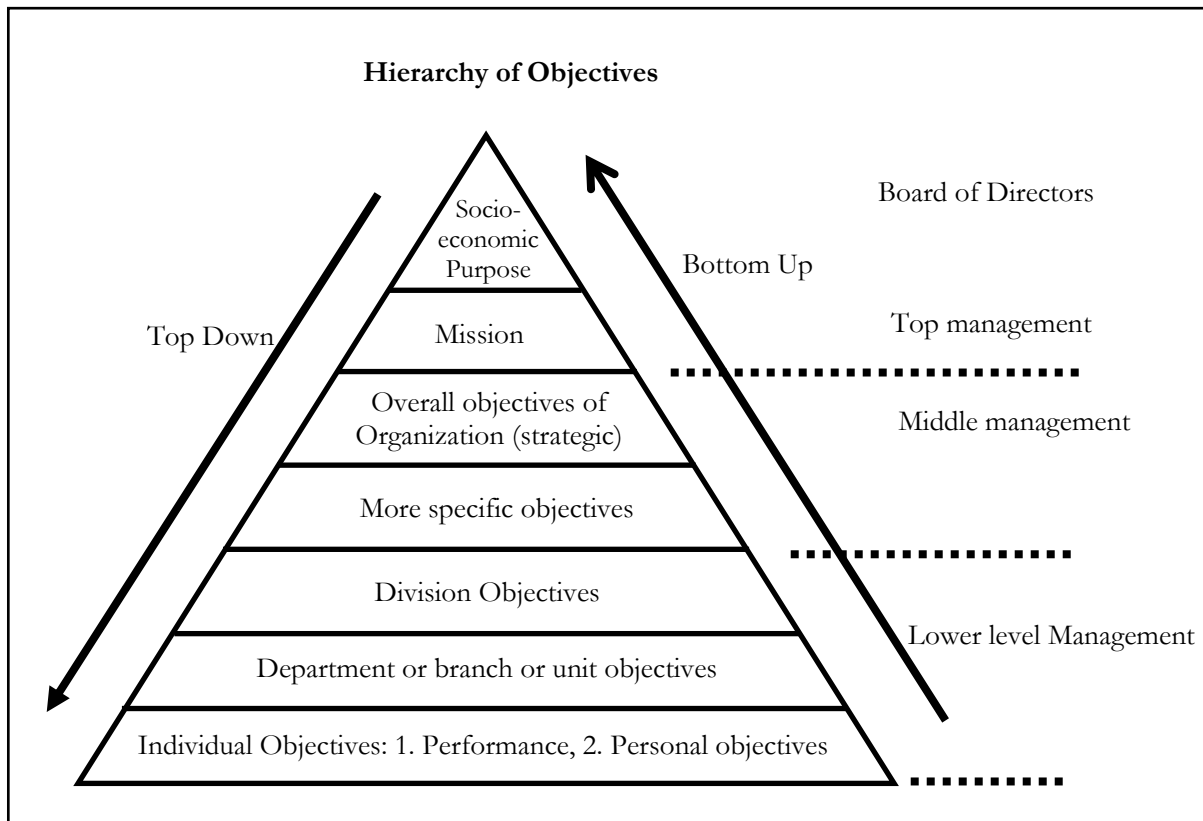 Hierarchy of Objectives
Socio-
economic
Purpose
Board of Directors
Bottom Up
Top Down
Mission
Top management
Overall objectives of
Organization (strategic)
Middle management
More specific objectives
Division Objectives
Lower level Management
Department or branch or unit objectives
Individual Objectives: 1. Performance, 2. Personal objectives